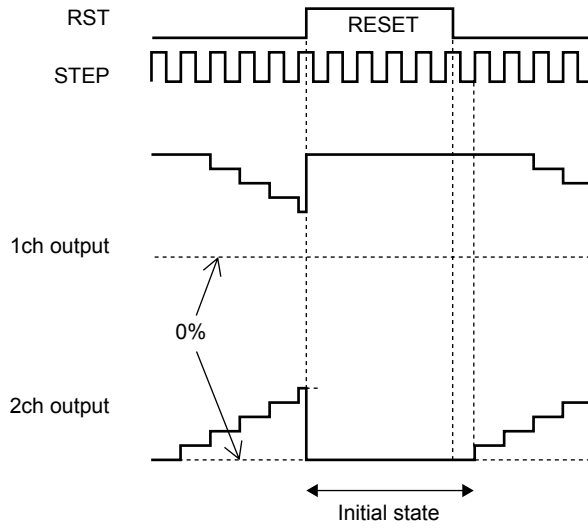 RST
RESET
STEP
1ch output
0%
2ch output
Initial state